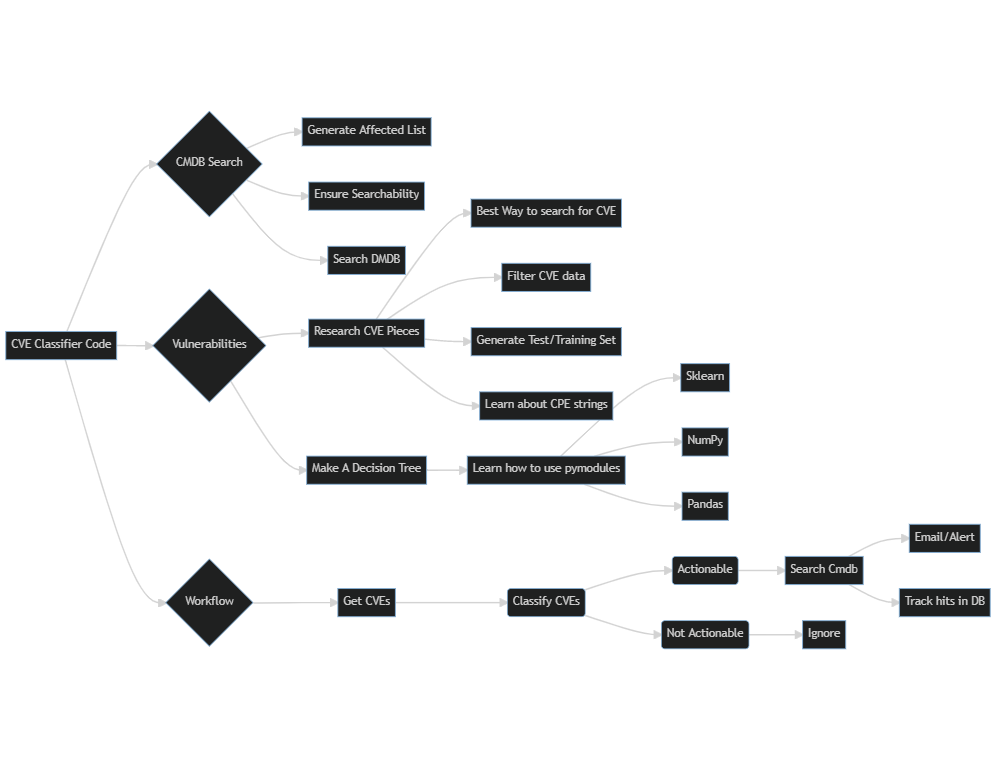 CVE Classifier Code
CMDB Search
Generate Affected List
Ensure Searchability
Search DMDB
Vulnerabilities
Research CVE Pieces
Best Way to search for CVE
Filter CVE data
Generate Test/Training Set
Learn about CPE strings
Make A Decision Tree
Learn how to use pymodules
Sklearn
NumPy
Pandas
Workflow
Get CVEs
Classify CVEs
Actionable
Search Cmdb
Email/Alert
Track hits in DB
Not Actionable
Ignore